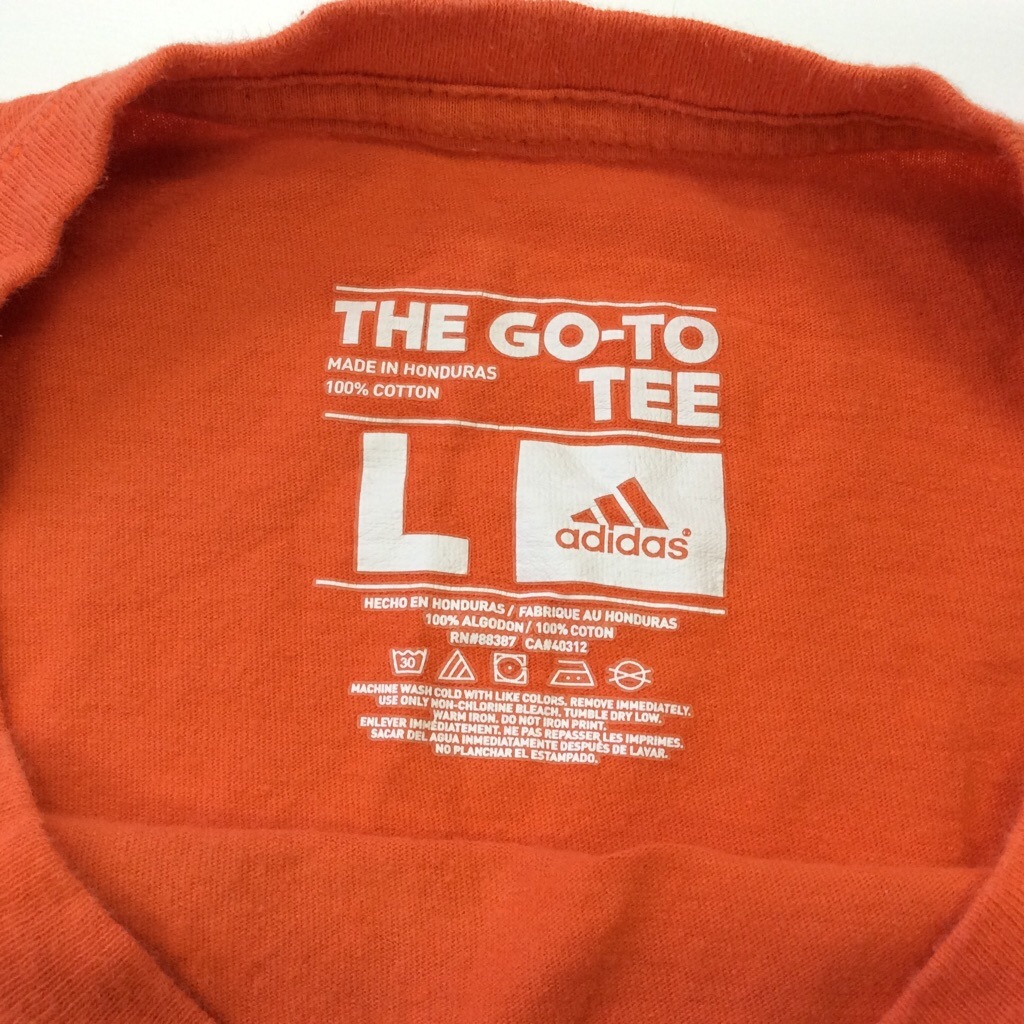 THE GO-TO
TEE
MADE IN HONDURAS
100% COTTON
L
adidas
HECHO EN HONDURAS / FABRIQUE AU HONDURAS
100% ALGODON / 100% COTON
RN#88387 CA#40312
30
MACHINE WASH COLD WITH LIKE COLORS. REMOVE IMMEDIATELY.
USE ONLY NON-CHLORINE BLEACH. TUMBLE DRY LOW.
WARM IRON. DO NOT IRON PRINT.
ENLEVER IMMÉDIATEMENT. NE PAS REPASSER LES IMPRIMES.
SACAR DEL AGUA INMEDIATAMENTE DESPUÉS DE LAVAR.
NO PLANCHAR EL ESTAMPADO.